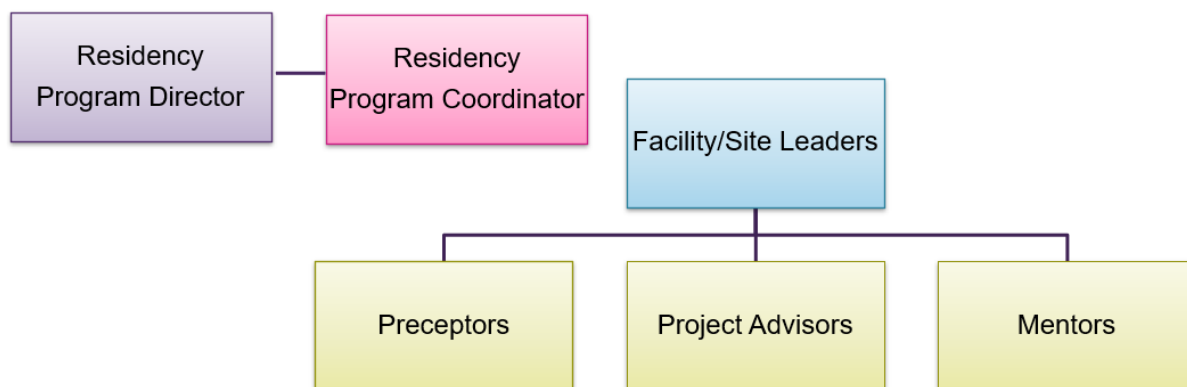 Residency
Program Director
Residency
Program Coordinator
Facility/Site Leaders
Preceptors
Project Advisors
Mentors